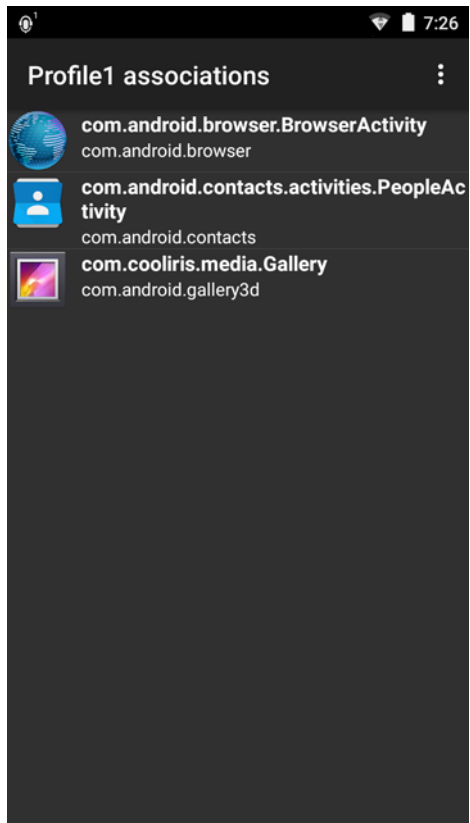 1
7:26
Profile1 associations
com.android.browser.BrowserActivity
com.android.browser
com.android.contacts.activities.PeopleAc
tivity
com.android.contacts
com.cooliris.media.Gallery
com.android.gallery3d